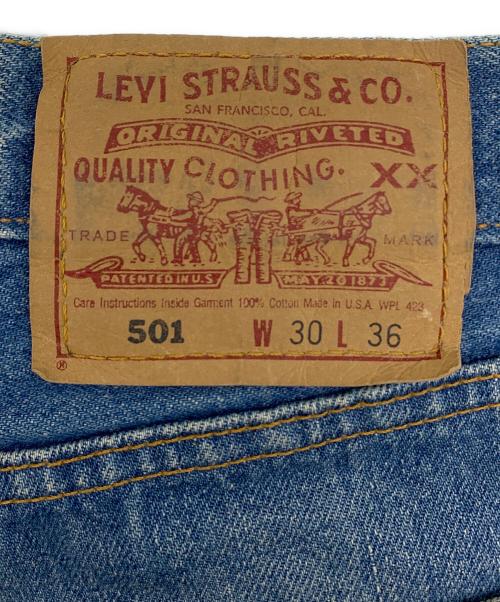 LEVI STRAUSS & CO.
SAN FRANCISCO, CAL.
ORIGINAL RIVETED
QUALITY CLOTHING. XX
TRADE MARK
PATENTED IN U.S. MAY 20 1873
Care Instructions Inside Garment 100% Cotton Made in U.S.A. WPL 423
501 W 30 L 36
®